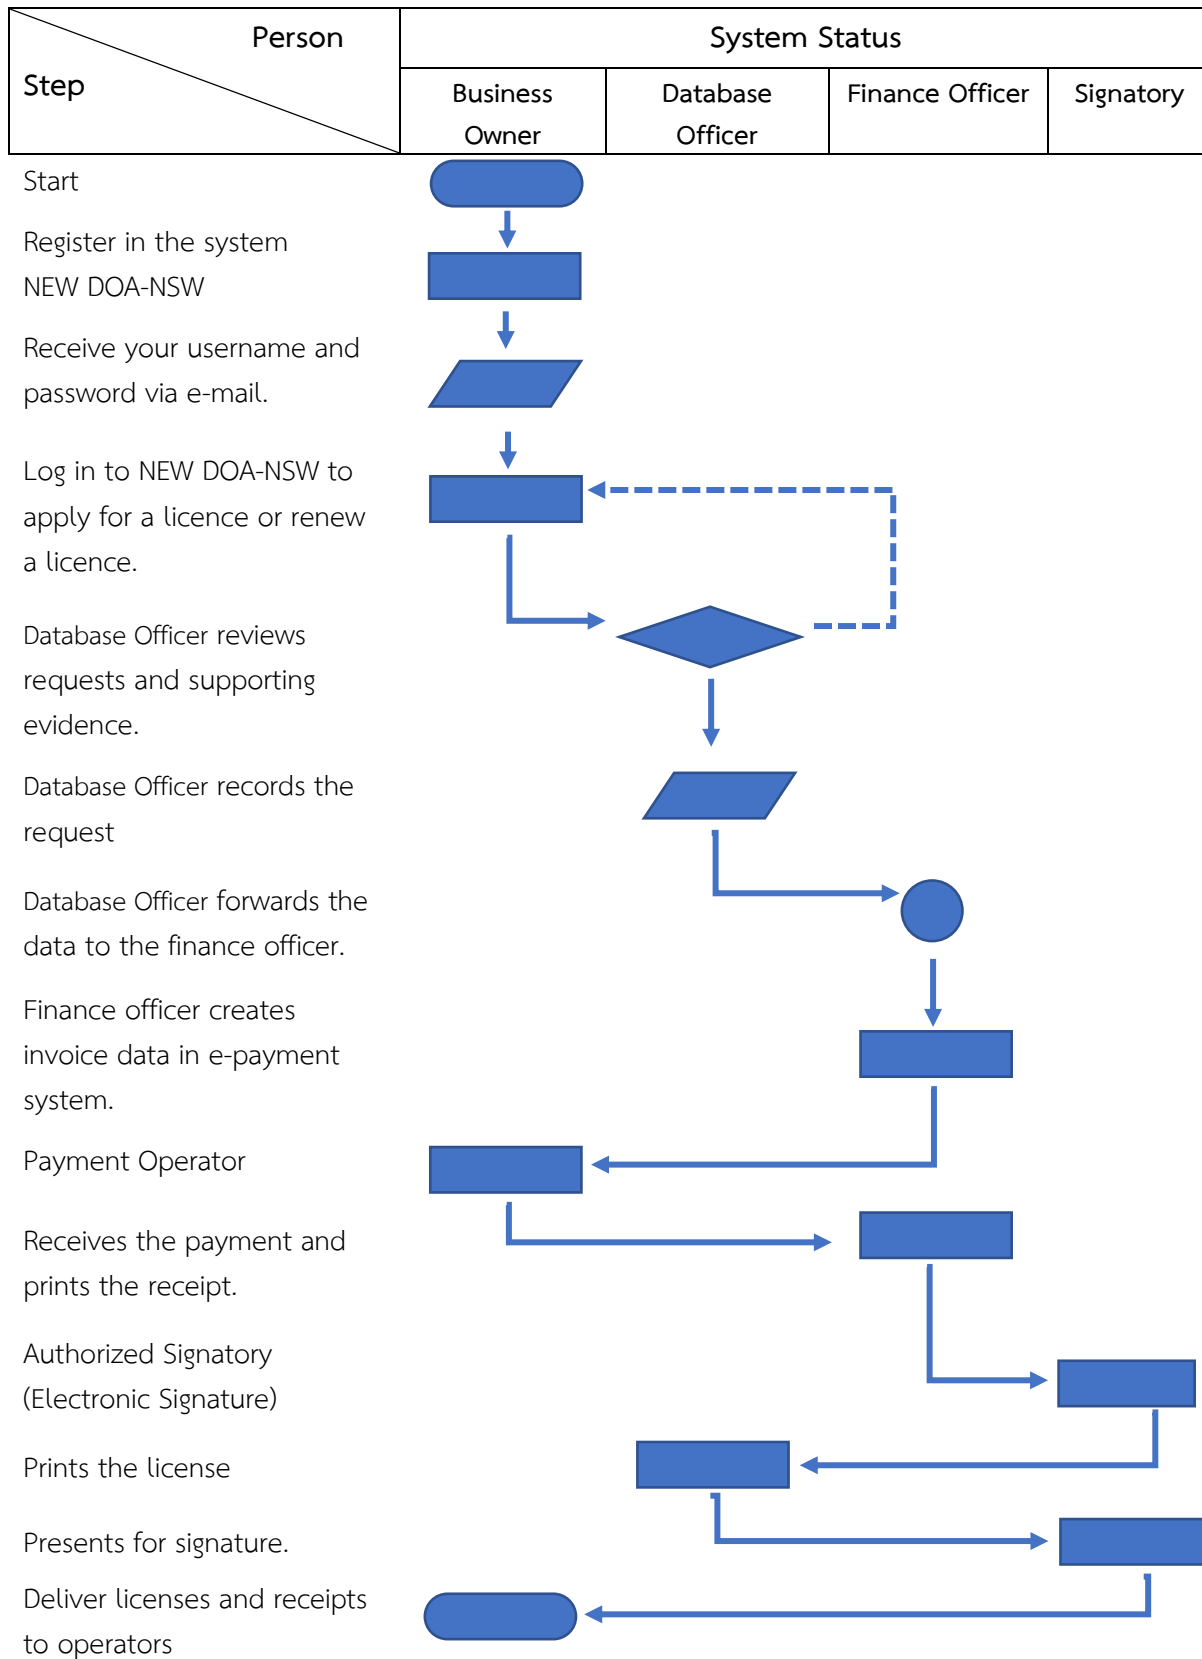 Person
System Status
Step
Business
Owner
Database
Officer
Finance Officer
Signatory
Start
Register in the system
NEW DOA-NSW
Receive your username and
password via e-mail.
Log in to NEW DOA-NSW to
apply for a licence or renew
a licence.
Database Officer reviews
requests and supporting
evidence.
Database Officer records the
request
Database Officer forwards the
data to the finance officer.
Finance officer creates
invoice data in e-payment
system.
Payment Operator
Receives the payment and
prints the receipt.
Authorized Signatory
(Electronic Signature)
Prints the license
Presents for signature.
Deliver licenses and receipts
to operators